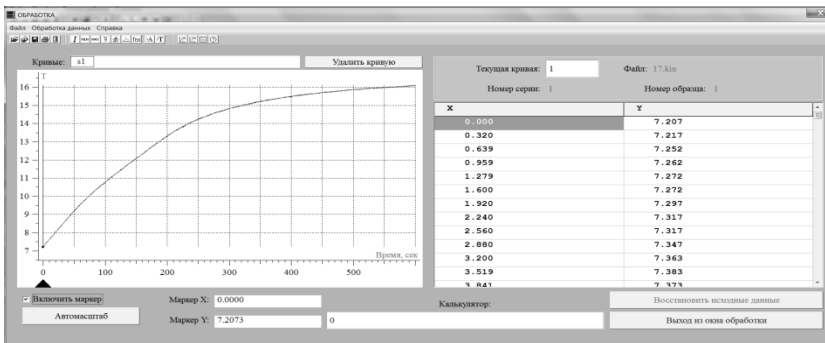 ОБРАБОТКА
Файл Обработка данных Справка
Кривые: s1 Удалить кривую
T
16
15
14
13
12
11
10
9
8
7
Время, сек
0 100 200 300 400 500
Включить маркер
Автомасштаб
Маркер X: 0.0000
Маркер Y: 7.2073
Текущая кривая: 1 Файл: 17.kin
Номер серии: 1 Номер образца: 1
X Y
0.000 7.207
0.320 7.217
0.639 7.252
0.959 7.262
1.279 7.272
1.600 7.272
1.920 7.297
2.240 7.317
2.560 7.317
2.880 7.347
3.200 7.363
3.519 7.383
3.841 7.373
Калькулятор:
0
Восстановить исходные данные
Выход из окна обработки